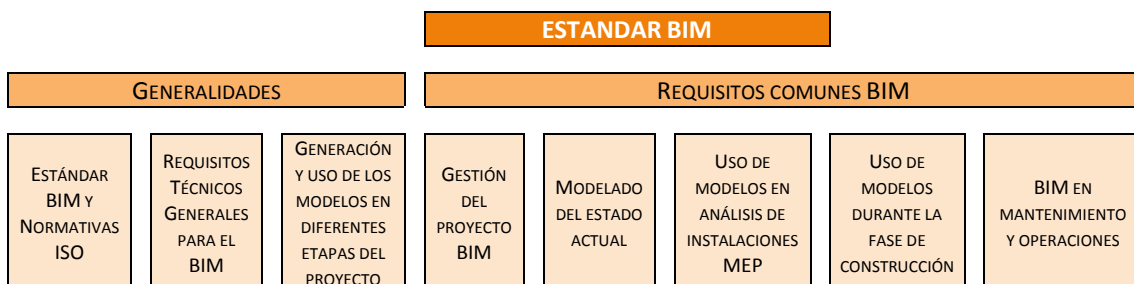 ESTANDAR BIM
GENERALIDADES
REQUISITOS COMUNES BIM
ESTÁNDAR
BIM Y
NORMATIVAS
ISO
REQUISITOS
TÉCNICOS
GENERALES
PARA EL
BIM
GENERACIÓN
Y USO DE LOS
MODELOS EN
DIFERENTES
ETAPAS DEL
PROYECTO
GESTIÓN
DEL
PROYECTO
BIM
MODELADO
DEL ESTADO
ACTUAL
USO DE
MODELOS EN
ANÁLISIS DE
INSTALACIONES
MEP
USO DE
MODELOS
DURANTE LA
FASE DE
CONSTRUCCIÓN
BIM EN
MANTENIMIENTO
Y OPERACIONES